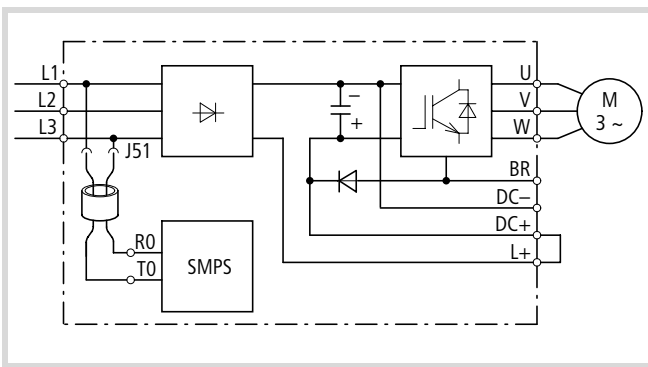 L1
L2
L3
J51
R0
T0
SMPS
–
+
U
V
W
M
3 ~
BR
DC–
DC+
L+